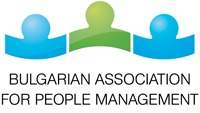 BULGARIAN ASSOCIATION
FOR PEOPLE MANAGEMENT